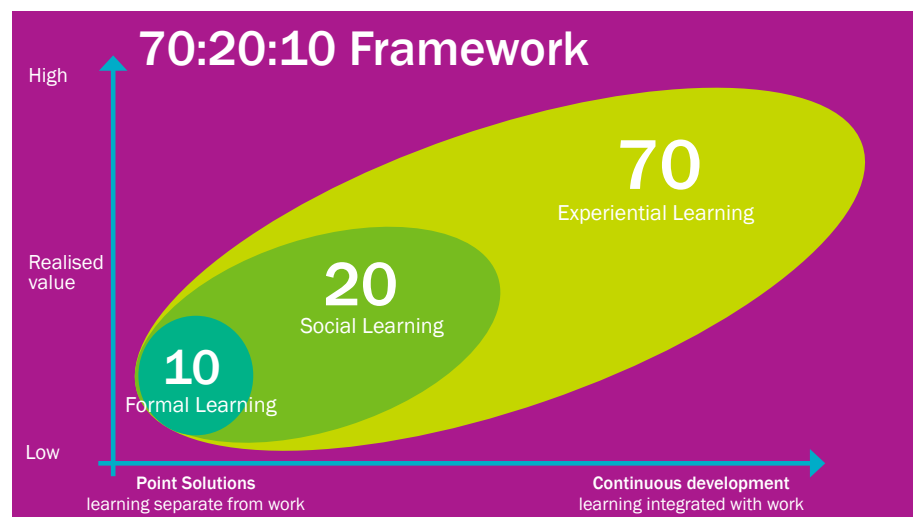 70:20:10 Framework
High
70
Experiential Learning
Realised
value
20
Social Learning
10
Formal Learning
Low
Point Solutions
learning separate from work
Continuous development
learning integrated with work